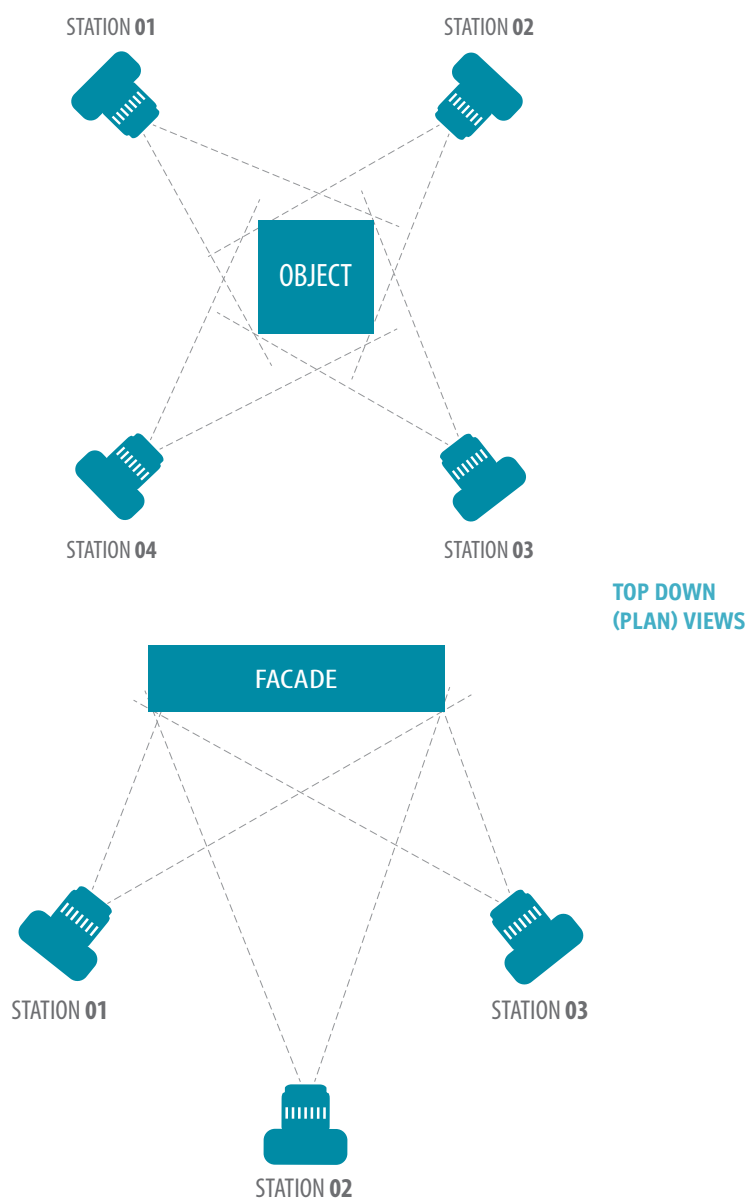 STATION 01
STATION 02
OBJECT
STATION 04
STATION 03
TOP DOWN
(PLAN) VIEWS
FACADE
STATION 01
STATION 03
STATION 02